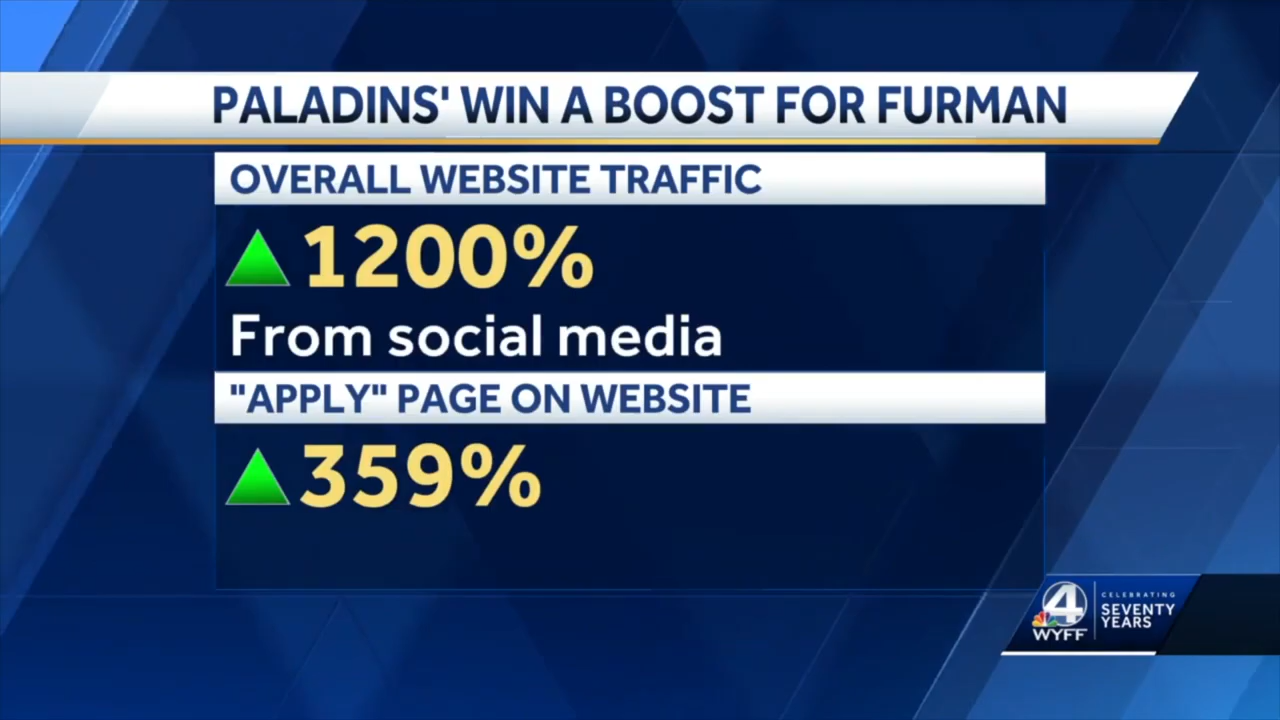 PALADINS' WIN A BOOST FOR FURMAN
OVERALL WEBSITE TRAFFIC
1200%
From social media
"APPLY" PAGE ON WEBSITE
359%
4
WYFF
CELEBRATING
SEVENTY
YEARS